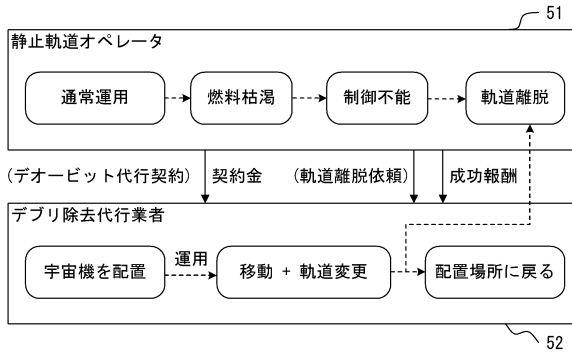 51
静止軌道オペレータ
通常運用
燃料枯渇
制御不能
軌道離脱
(デオービット代行契約)
契約金
(軌道離脱依頼)
成功報酬
デブリ除去代行業者
宇宙機を配置
運用
移動 + 軌道変更
配置場所に戻る
52